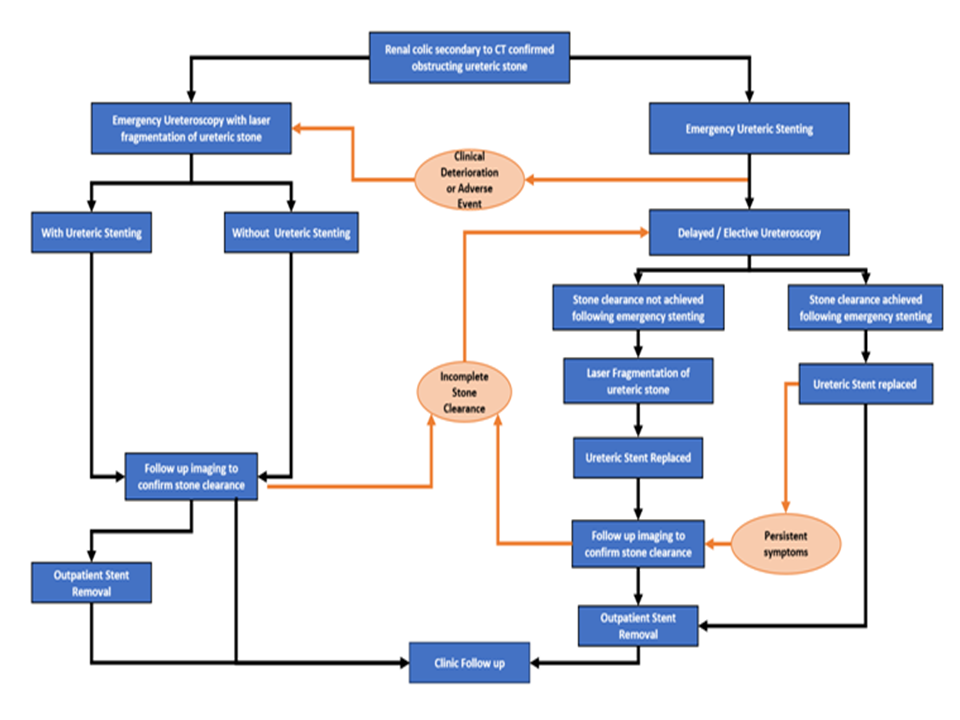 Renal colic secondary to CT confirmed
obstructing ureteric stone
Emergency Ureteroscopy with laser
fragmentation of ureteric stone
Emergency Ureteric Stenting
Clinical
Deterioration
or Adverse
Event
With Ureteric Stenting
Without Ureteric Stenting
Delayed / Elective Ureteroscopy
Stone clearance not achieved
following emergency stenting
Stone clearance achieved
following emergency stenting
Incomplete
Stone
Clearance
Laser Fragmentation of
ureteric stone
Ureteric Stent replaced
Ureteric Stent Replaced
Follow up imaging to
confirm stone clearance
Follow up imaging to
confirm stone clearance
Persistent
symptoms
Outpatient Stent
Removal
Outpatient Stent
Removal
Clinic Follow up